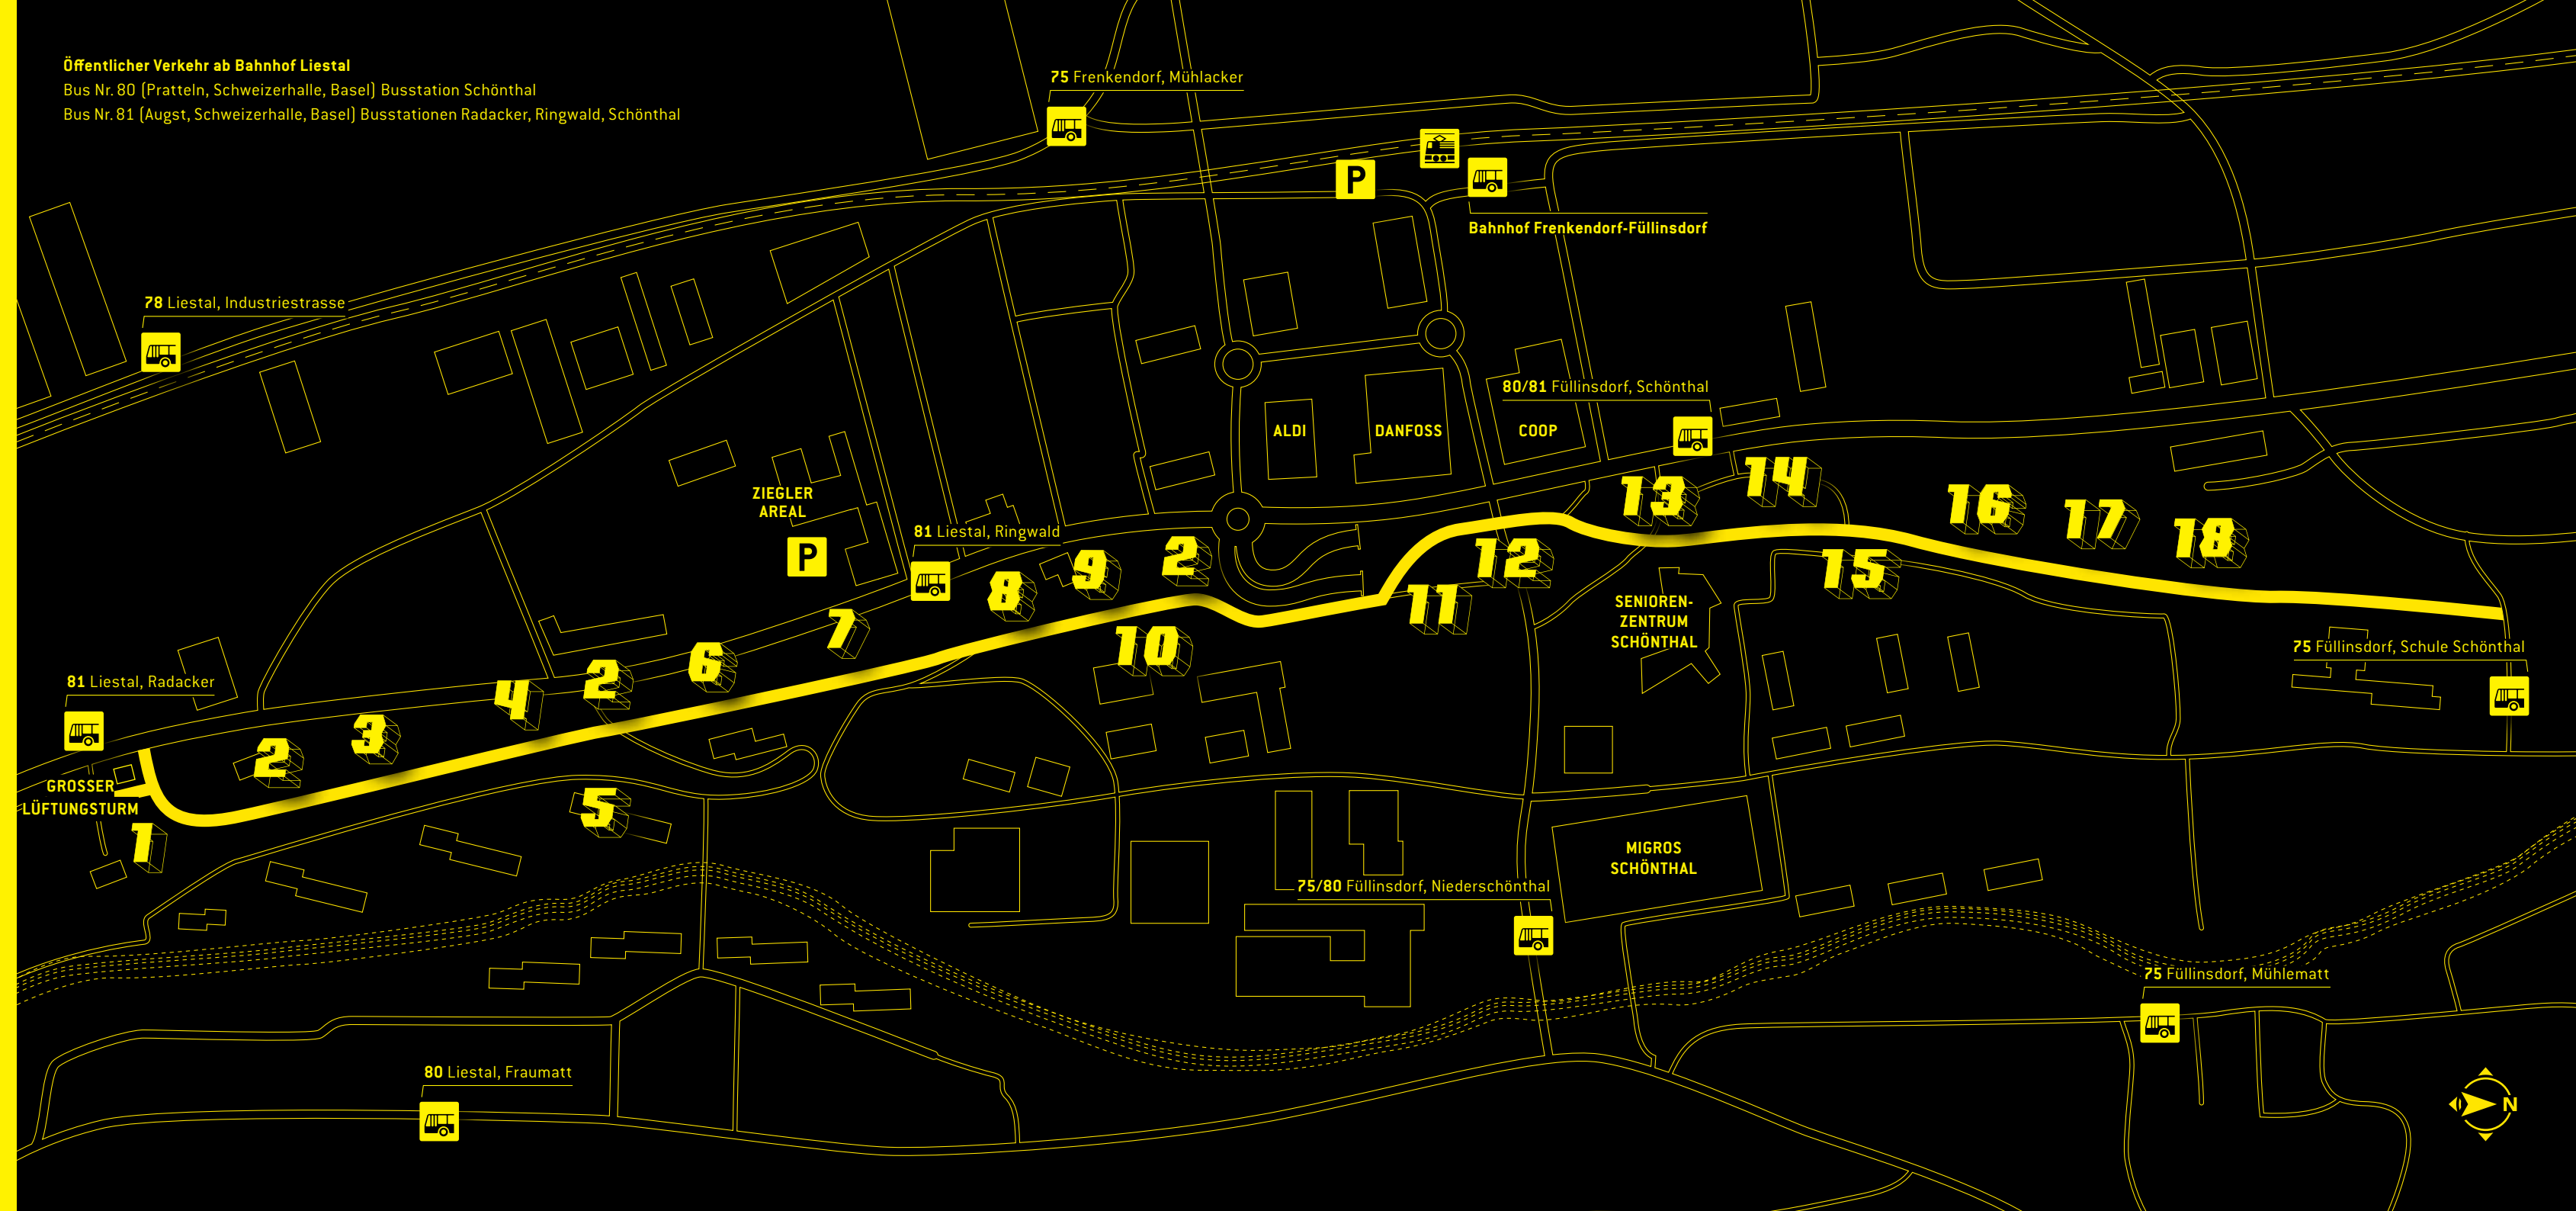 Öffentlicher Verkehr ab Bahnhof Liestal
Bus Nr. 80 (Pratteln, Schweizerhalle, Basel) Busstation Schönthal
Bus Nr. 81 (Augst, Schweizerhalle, Basel) Busstationen Radacker, Ringwald, Schönthal
75 Frenkendorf, Mühlacker
P
Bahnhof Frenkendorf-Füllinsdorf
78 Liestal, Industriestrasse
80/81 Füllinsdorf, Schönthal
ALDI
DANFOSS
COOP
ZIEGLER
AREAL
P
81 Liestal, Ringwald
13
14
16
17
18
12
15
11
2
9
8
10
7
6
2
4
3
2
SENIOREN-
ZENTRUM
SCHÖNTHAL
75 Füllinsdorf, Schule Schönthal
81 Liestal, Radacker
GROSSER
LÜFTUNGSTURM
1
5
MIGROS
SCHÖNTHAL
75/80 Füllinsdorf, Niederschönthal
75 Füllinsdorf, Mühlematt
80 Liestal, Fraumatt
N